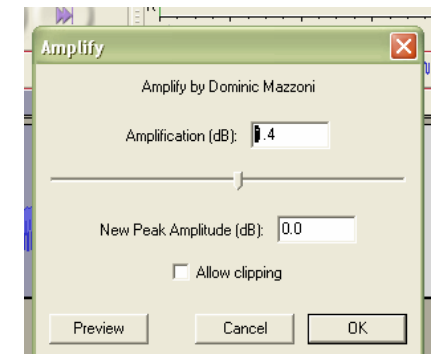 Amplify
Amplify by Dominic Mazzoni
Amplification (dB): .4
New Peak Amplitude (dB): 0.0
Allow clipping
Preview Cancel OK